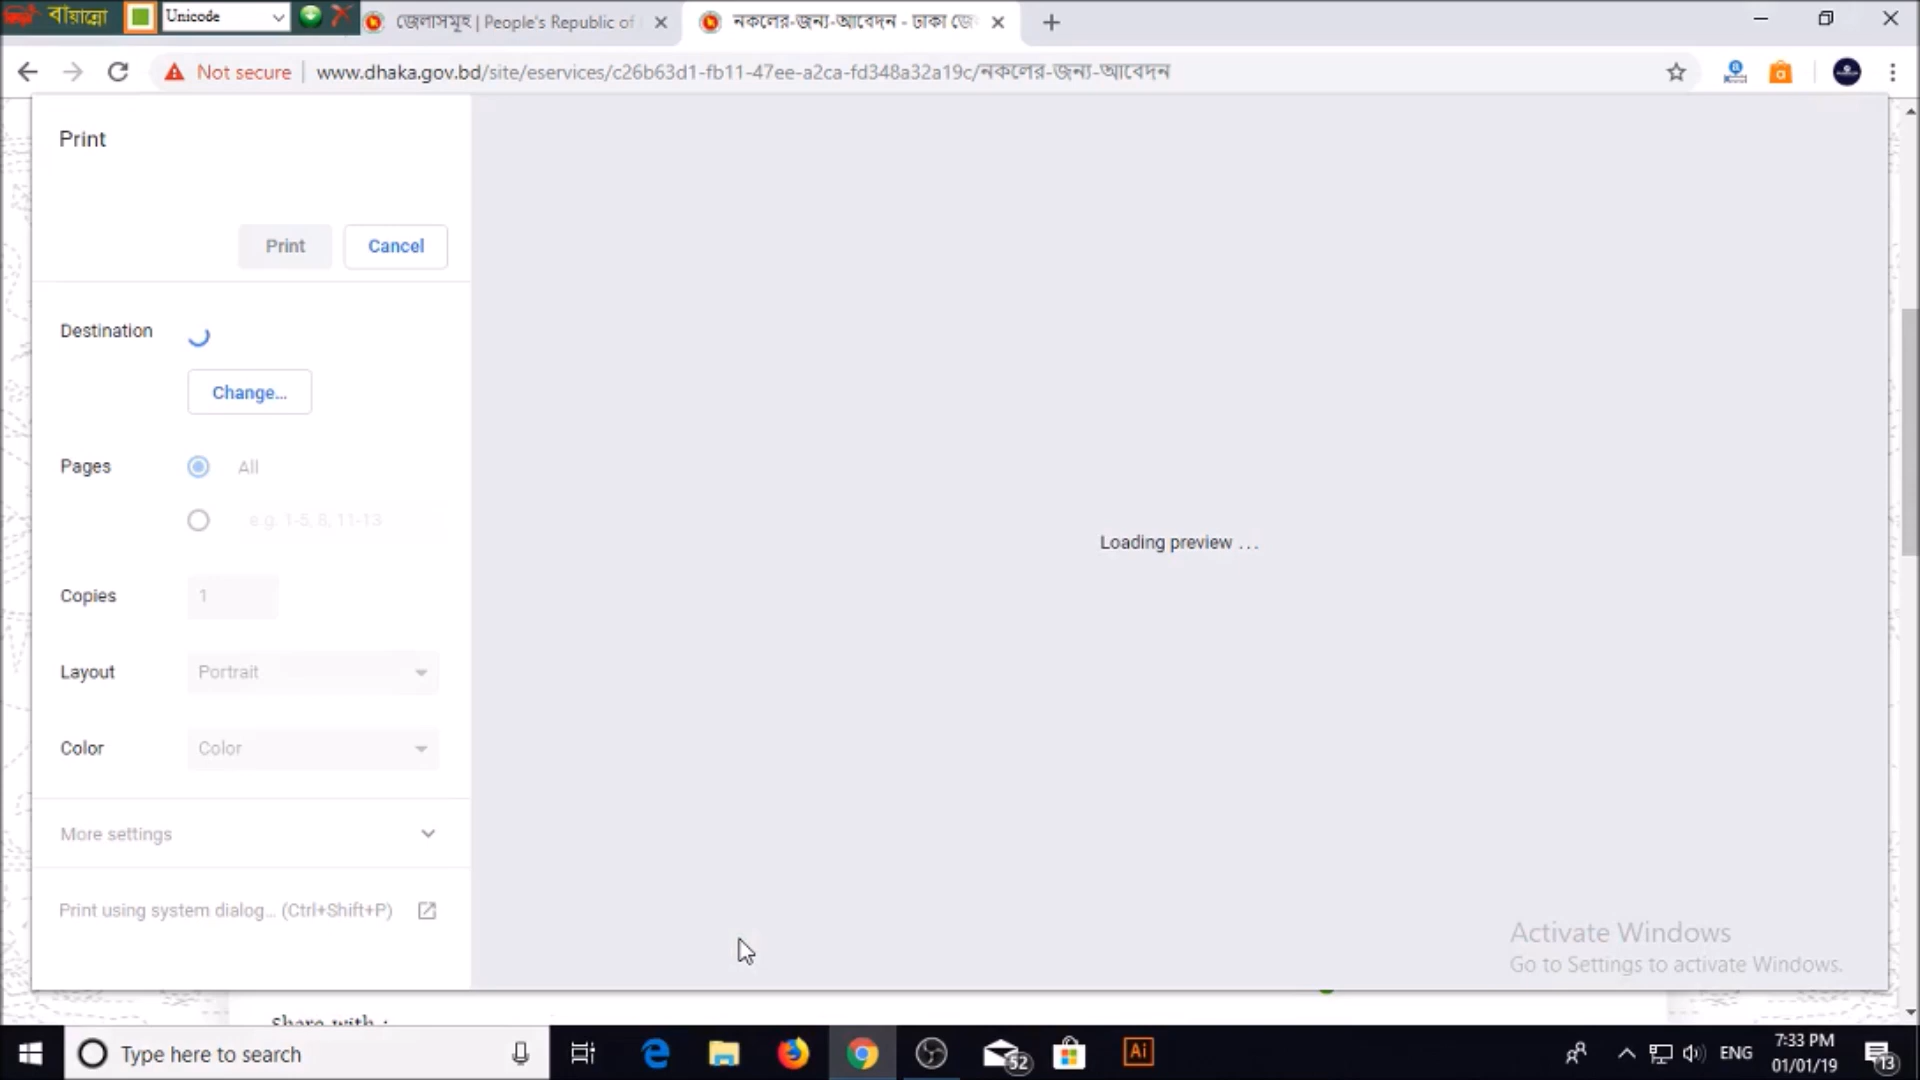 বায়ান্নো Unicode জেলাসমূহ | People's Republic of নকলের-জন্য-আবেদন - ঢাকা জে
Not secure www.dhaka.gov.bd/site/eservices/c26b63d1-fb11-47ee-a2ca-fd348a32a19c/নকলের-জন্য-আবেদন
Print
Print Cancel
Destination
Change...
Pages All
e.g. 1-5, 8, 11-13
Loading preview ...
Copies 1
Layout Portrait
Color Color
More settings
Print using system dialog... (Ctrl+Shift+P)
Activate Windows
Go to Settings to activate Windows.
Share with :
Type here to search 52 Ai ENG 7:33 PM 13
01/01/19